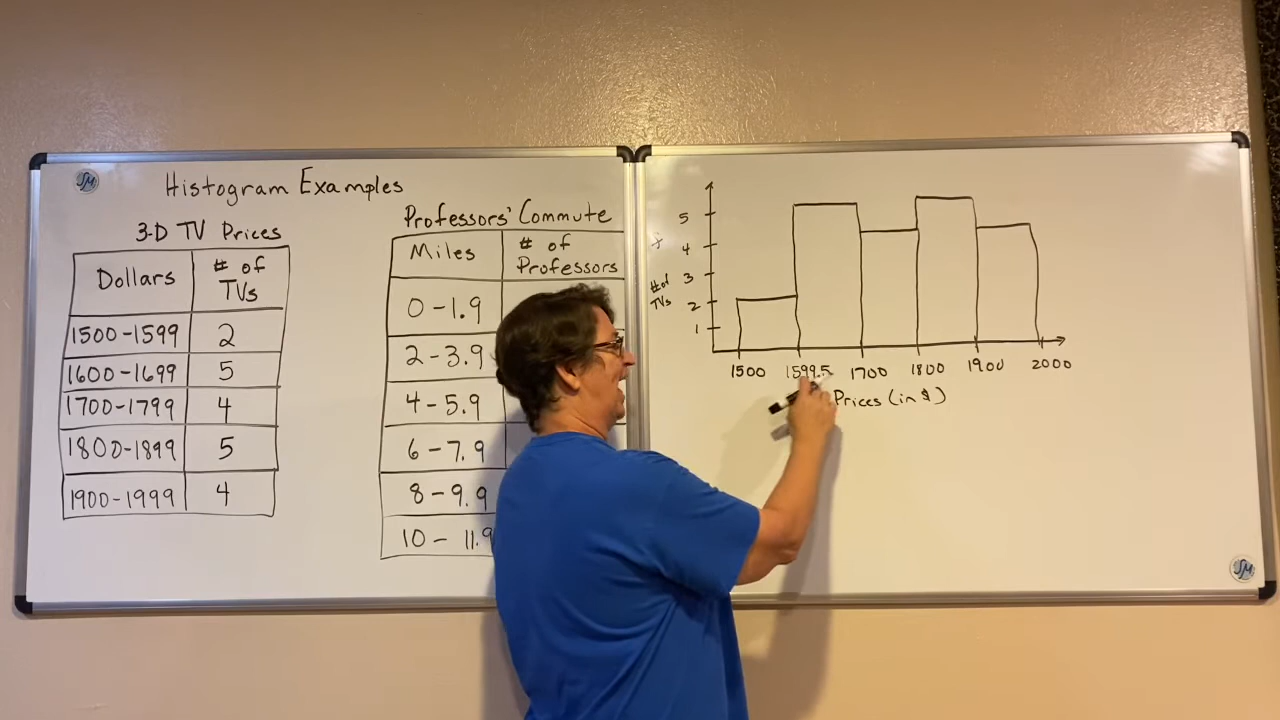 Histogram Examples
3-D TV Prices
Dollars # of TVs
1500-1599 2
1600-1699 5
1700-1799 4
1800-1899 5
1900-1999 4
Professors' Commute
Miles # of Professors
0-1.9
2-3.9
4-5.9
6-7.9
8-9.9
10-11.9
5
4
3
2
1
# of
TVs
1500 1599.5 1700 1800 1900 2000
Prices (in $)
SM
SM